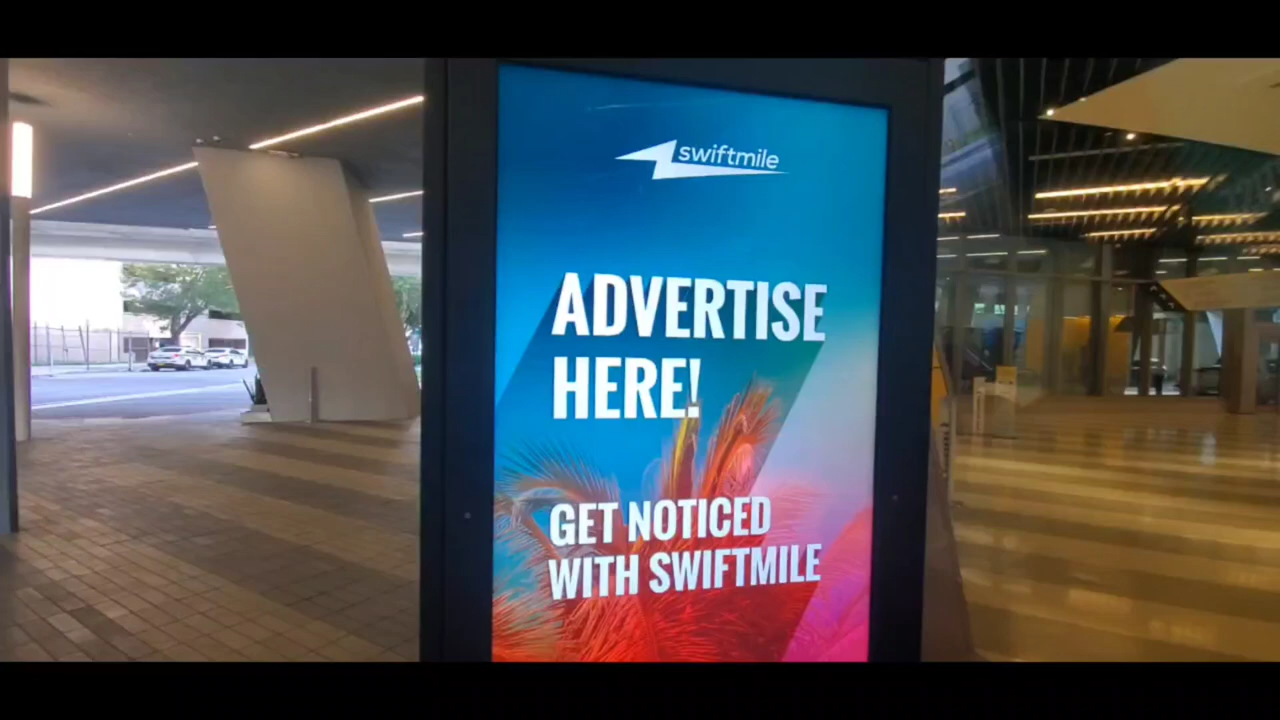 swiftmile
ADVERTISE
HERE!
GET NOTICED
WITH SWIFTMILE